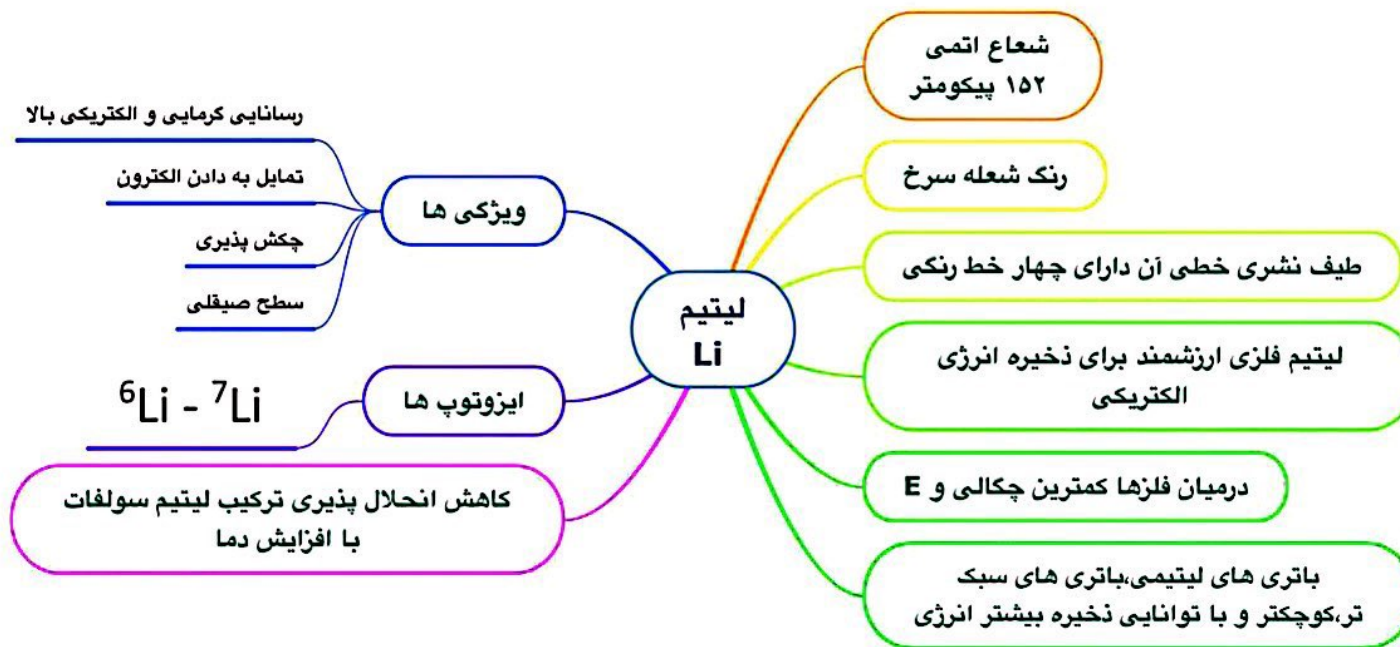 لیتیم
Li
شعاع اتمی
۱۵۲ پیکومتر
رنگ شعله سرخ
طیف نشری خطی آن دارای چهار خط رنگی
لیتیم فلزی ارزشمند برای ذخیره انرژی
الکتریکی
درمیان فلزها کمترین چگالی و E
باتری های لیتیمی،باتری های سبک
تر،کوچکتر و با توانایی ذخیره بیشتر انرژی
ویژگی ها
رسانایی گرمایی و الکتریکی بالا
تمایل به دادن الکترون
چکش پذیری
سطح صیقلی
ایزوتوپ ها
⁶Li - ⁷Li
کاهش انحلال پذیری ترکیب لیتیم سولفات
با افزایش دما